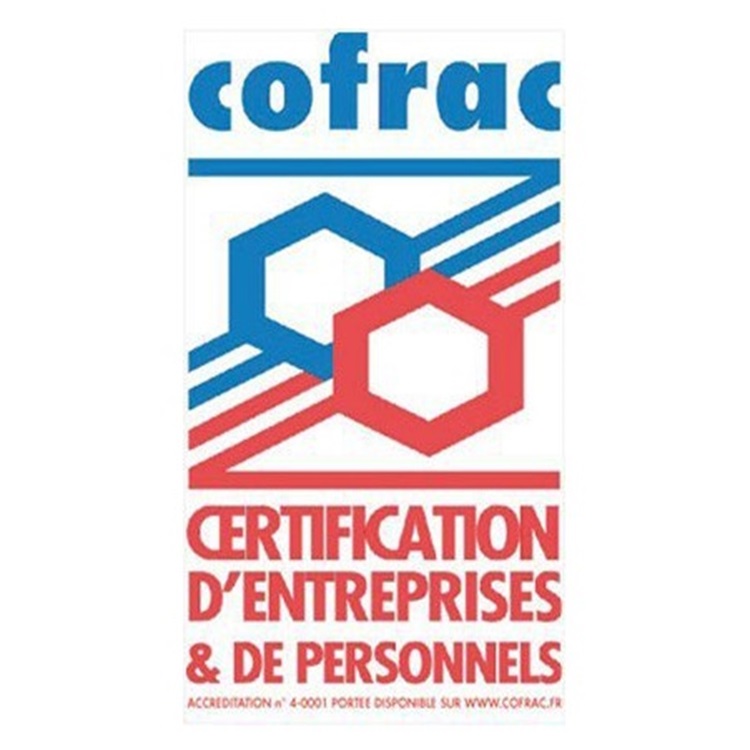 cofrac
CERTIFICATION
D'ENTREPRISES
& DE PERSONNELS
ACCREDITATION n° 4-0001 PORTEE DISPONIBLE SUR WWW.COFRAC.FR